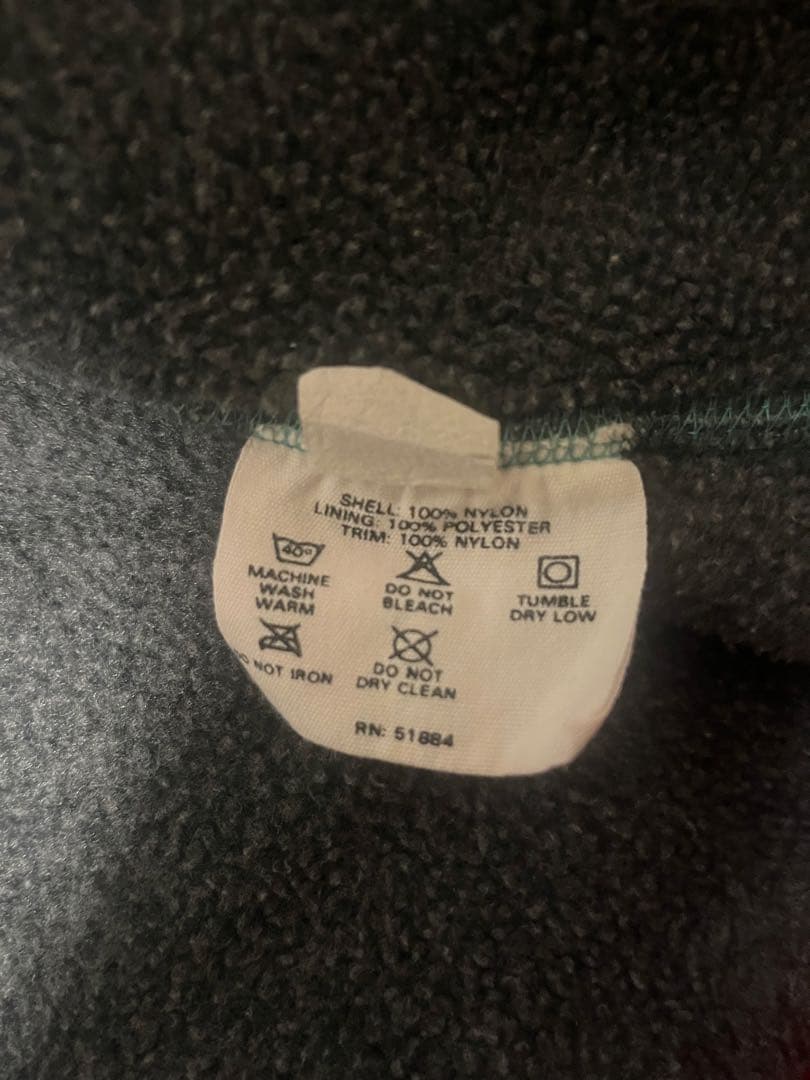 SHELL: 100% NYLON
LINING: 100% POLYESTER
TRIM: 100% NYLON
40°
MACHINE
WASH
WARM
DO NOT
BLEACH
TUMBLE
DRY LOW
O NOT IRON
DO NOT
DRY CLEAN
RN: 51884